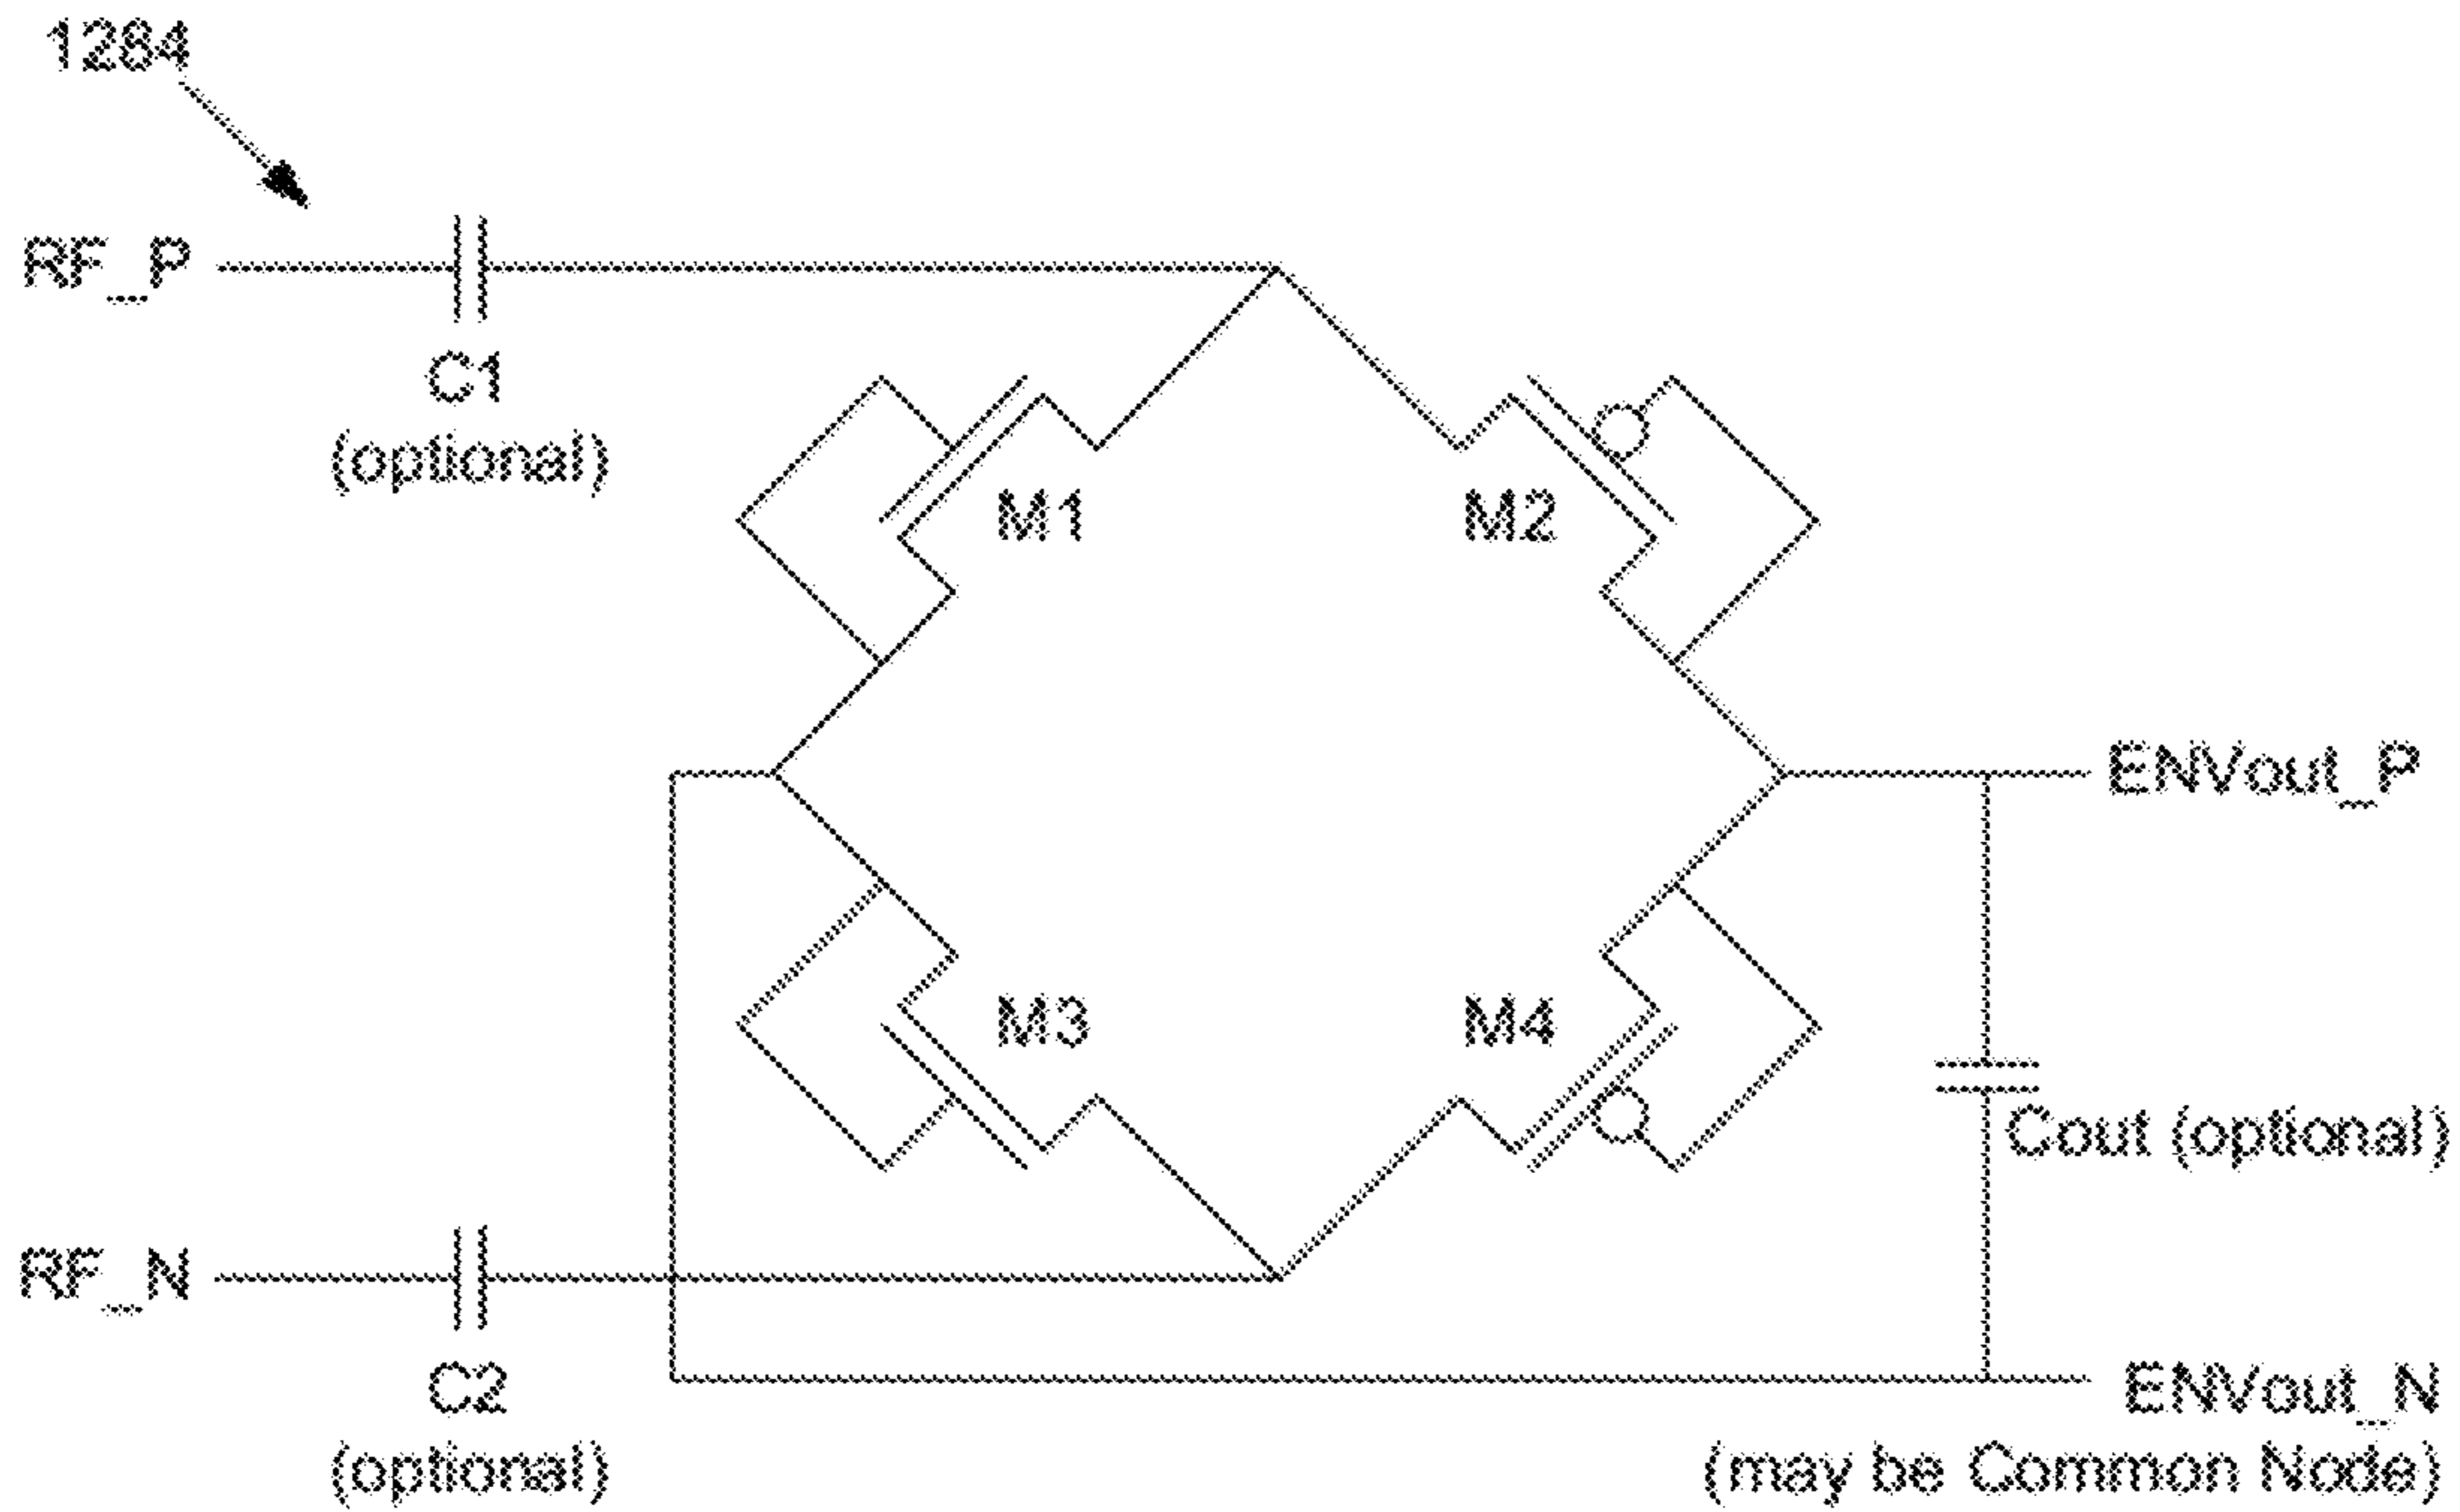 1284
RF_P
C1
(optional)
M1
M2
ENVout_P
M3
M4
Cout (optional)
RF_N
C2
(optional)
ENVout_N
(may be Common Node)